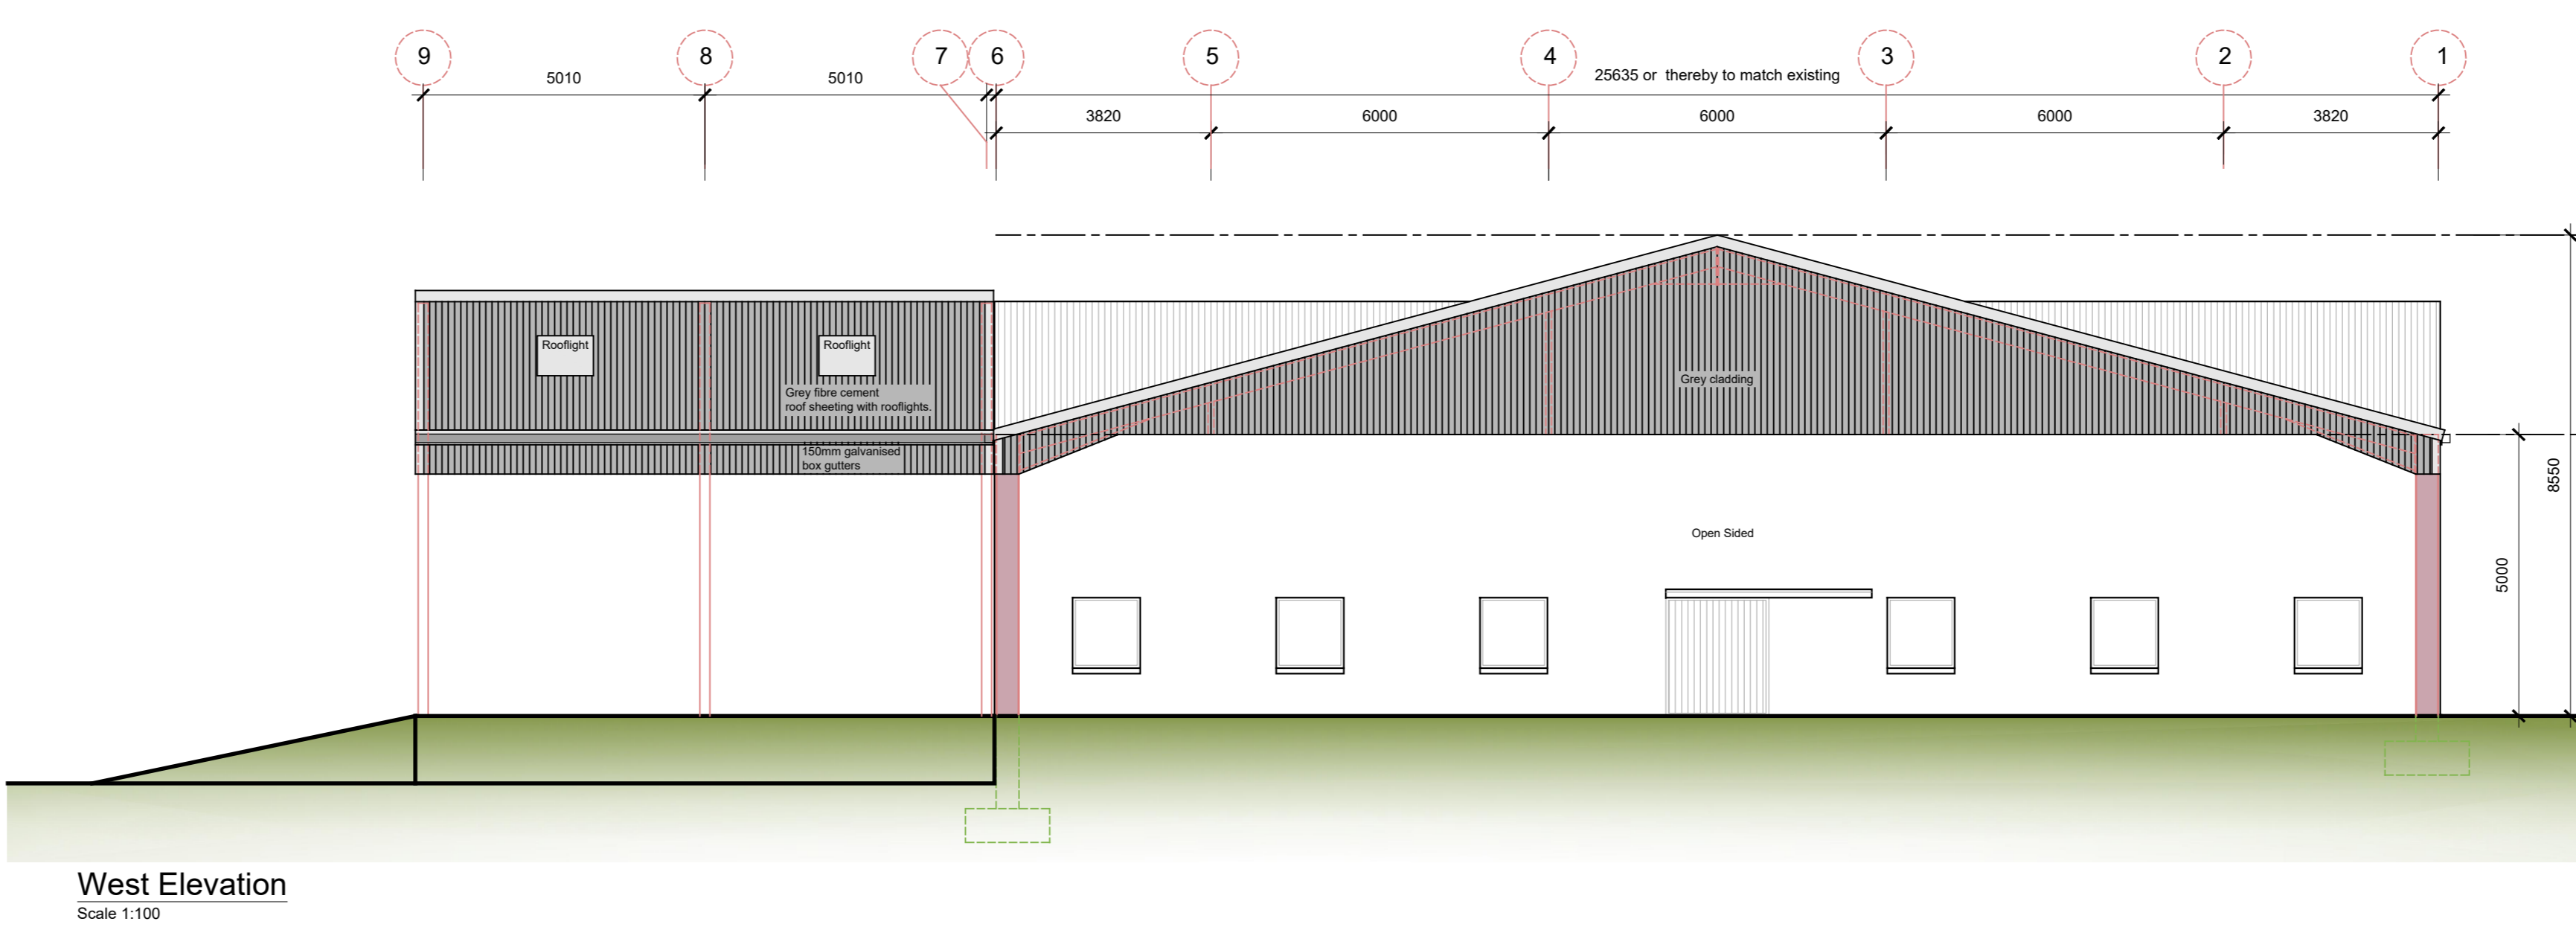 9
8
7
6
5
4
3
2
1
5010
5010
25635 or  thereby to match existing
3820
6000
6000
6000
3820
Rooflight
Rooflight
Grey fibre cement
roof sheeting with rooflights.
Grey cladding
150mm galvanised
box gutters
8550
Open Sided
5000
West Elevation
Scale 1:100